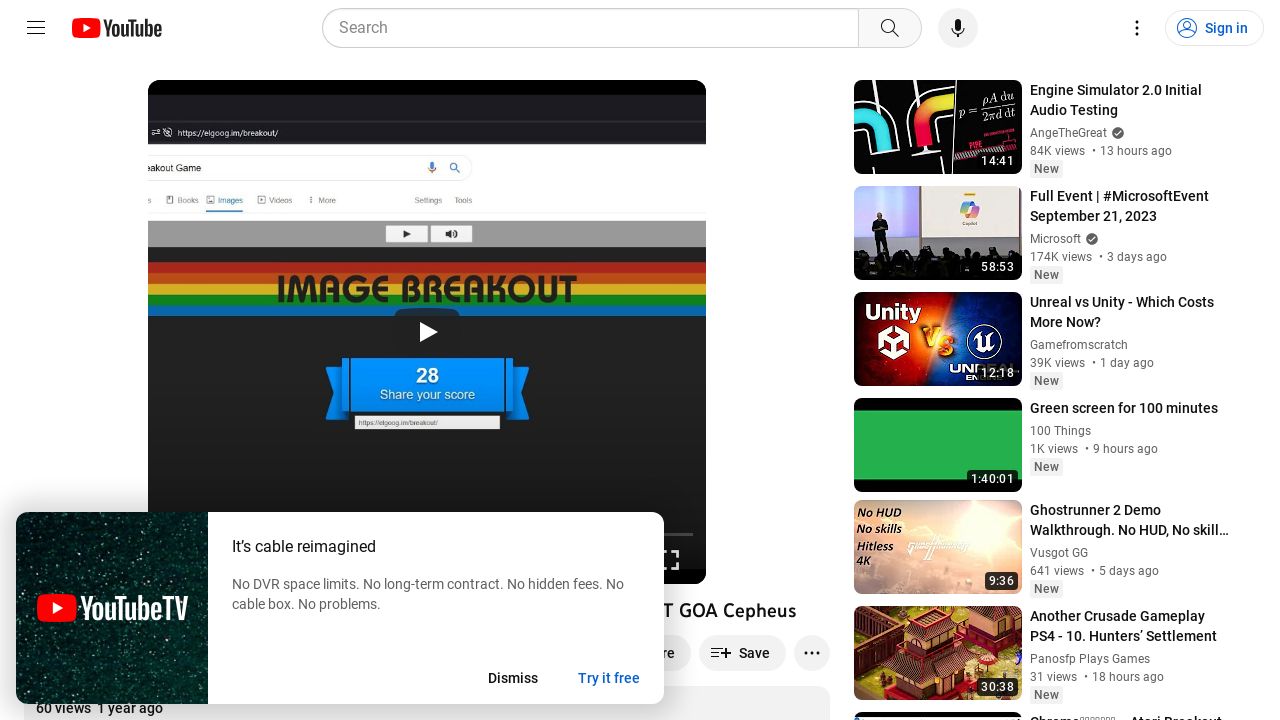 YouTube
Search
Sign in
https://elgoog.im/breakout/
eakout Game
Books
Images
Videos
More
Settings
Tools
IMAGE BREAKOUT
28
Share your score
https://elgoog.im/breakout/
It's cable reimagined
No DVR space limits. No long-term contract. No hidden fees. No
cable box. No problems.
YouTubeTV
Dismiss
Try it free
T GOA Cepheus
re
Save
60 views 1 year ago
14:41
Engine Simulator 2.0 Initial
Audio Testing
AngeTheGreat
84K views • 13 hours ago
New
Copilot
58:53
Full Event | #MicrosoftEvent
September 21, 2023
Microsoft
174K views • 3 days ago
New
Unity
VS
UNREAL
ENGINE
12:18
Unreal vs Unity - Which Costs
More Now?
Gamefromscratch
39K views • 1 day ago
New
1:40:01
Green screen for 100 minutes
100 Things
1K views • 9 hours ago
New
No HUD
No skills
Hitless
4K
9:36
Ghostrunner 2 Demo
Walkthrough. No HUD, No skill…
Vusgot GG
641 views • 5 days ago
New
30:38
Another Crusade Gameplay
PS4 - 10. Hunters’ Settlement
Panosfp Plays Games
31 views • 18 hours ago
New